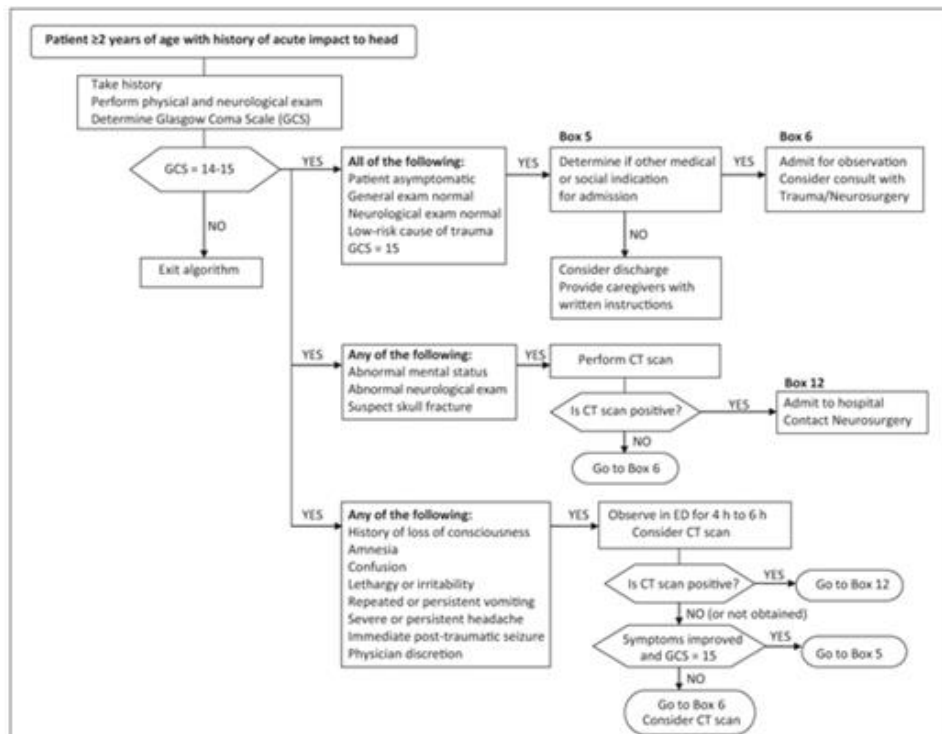 Patient ≥2 years of age with history of acute impact to head
Take history
Perform physical and neurological exam
Determine Glasgow Coma Scale (GCS)
GCS = 14-15
YES
NO
Exit algorithm
All of the following:
Patient asymptomatic
General exam normal
Neurological exam normal
Low-risk cause of trauma
GCS = 15
YES
Box 5
Determine if other medical
or social indication
for admission
YES
Box 6
Admit for observation
Consider consult with
Trauma/Neurosurgery
NO
Consider discharge
Provide caregivers with
written instructions
YES
Any of the following:
Abnormal mental status
Abnormal neurological exam
Suspect skull fracture
YES
Perform CT scan
Is CT scan positive?
YES
Box 12
Admit to hospital
Contact Neurosurgery
NO
Go to Box 6
YES
Any of the following:
History of loss of consciousness
Amnesia
Confusion
Lethargy or irritability
Repeated or persistent vomiting
Severe or persistent headache
Immediate post-traumatic seizure
Physician discretion
YES
Observe in ED for 4 h to 6 h
Consider CT scan
Is CT scan positive?
YES
Go to Box 12
NO (or not obtained)
Symptoms improved
and GCS = 15
YES
Go to Box 5
NO
Go to Box 6
Consider CT scan